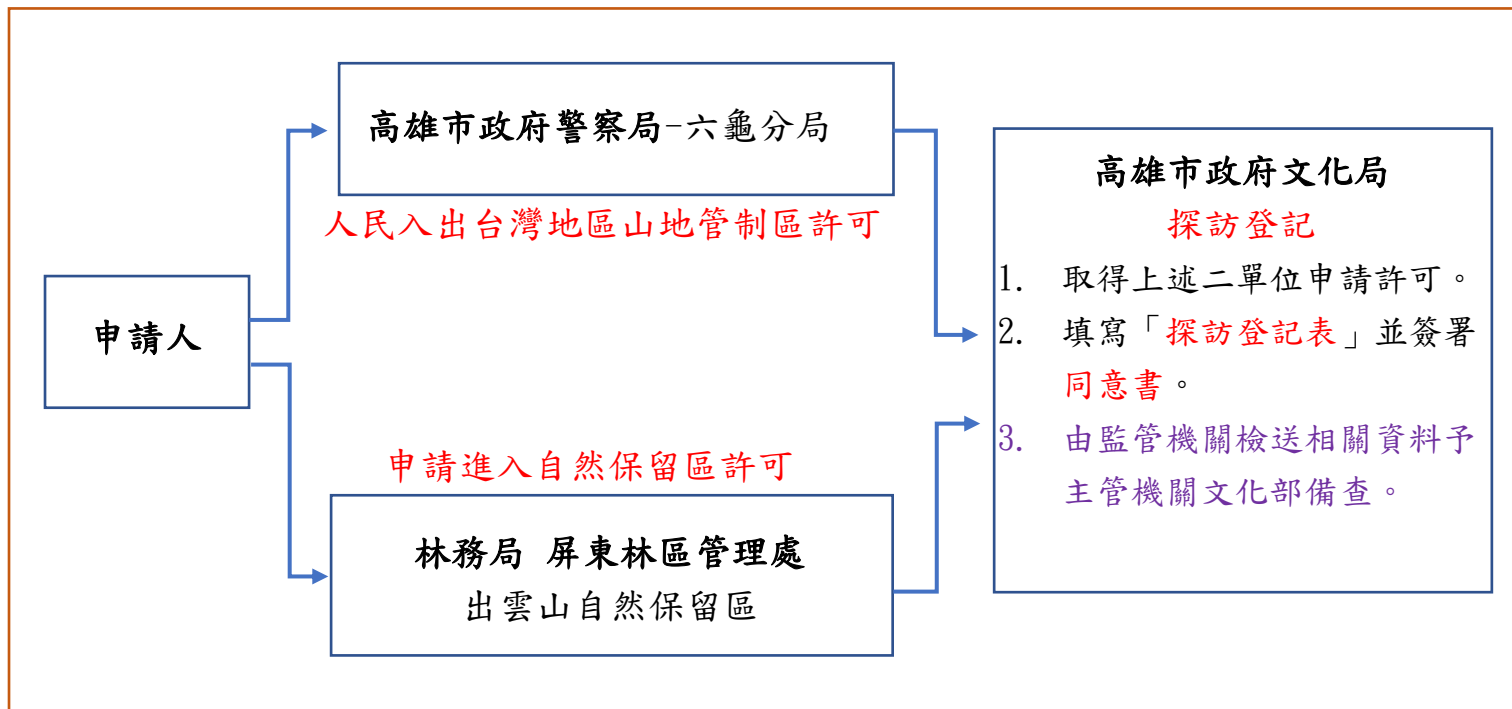 高雄市政府警察局-六龜分局
人民入出台灣地區山地管制區許可
申請人
申請進入自然保留區許可
林務局 屏東林區管理處
出雲山自然保留區
高雄市政府文化局
探訪登記
1. 取得上述二單位申請許可。
2. 填寫「探訪登記表」並簽署
同意書。
3. 由監管機關檢送相關資料予
主管機關文化部備查。